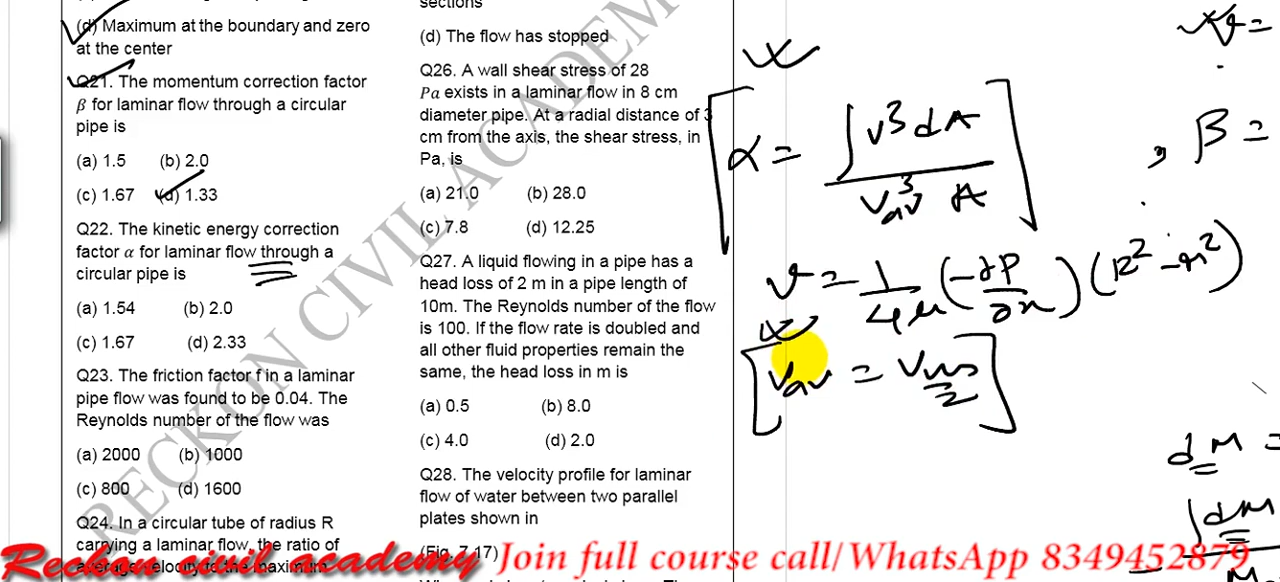 sections
(d) Maximum at the boundary and zero
at the center
Q21. The momentum correction factor
β for laminar flow through a circular
pipe is
(a) 1.5 (b) 2.0
(c) 1.67 (d) 1.33
Q22. The kinetic energy correction
factor α for laminar flow through a
circular pipe is
(a) 1.54 (b) 2.0
(c) 1.67 (d) 2.33
Q23. The friction factor f in a laminar
pipe flow was found to be 0.04. The
Reynolds number of the flow was
(a) 2000 (b) 1000
(c) 800 (d) 1600
Q24. In a circular tube of radius R
carrying a laminar flow, the ratio of
average velocity to the maximum
(d) The flow has stopped
Q26. A wall shear stress of 28
Pa exists in a laminar flow in 8 cm
diameter pipe. At a radial distance of 3
cm from the axis, the shear stress, in
Pa, is
(a) 21.0 (b) 28.0
(c) 7.8 (d) 12.25
Q27. A liquid flowing in a pipe has a
head loss of 2 m in a pipe length of
10m. The Reynolds number of the flow
is 100. If the flow rate is doubled and
all other fluid properties remain the
same, the head loss in m is
(a) 0.5 (b) 8.0
(c) 4.0 (d) 2.0
Q28. The velocity profile for laminar
flow of water between two parallel
plates shown in
(Fig. 7.17)
RECKON CIVIL ACADEMY
α = ∫v³dA / Vav³ A
, β =
v = 1/4μ (-∂P/∂x) (R² - r²)
Vav = Vm/2
dM =
∫dM
M
Reckon civil academy Join full course call/WhatsApp 8349452879